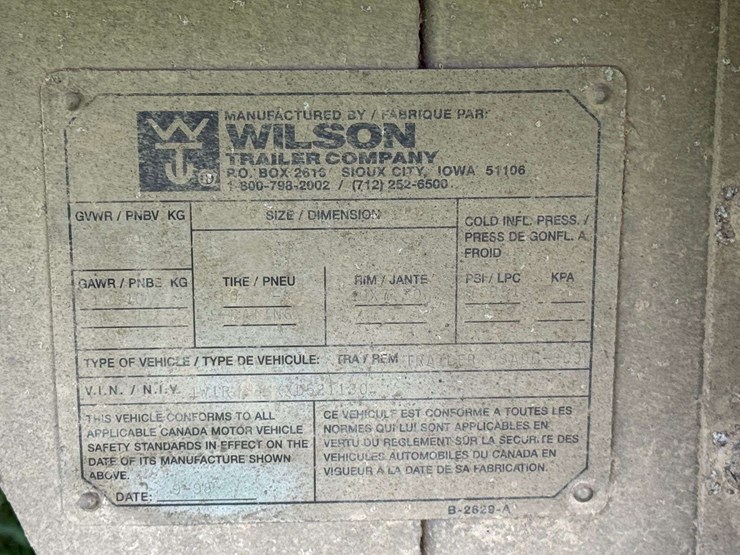 MANUFACTURED BY / FABRIQUE PAR:
WILSON
TRAILER COMPANY
P.O. BOX SIOUX CITY, IOWA 51106
1-800-798-2002 / (712) 252-6500
GVWR / PNBV KG
SIZE / DIMENSION
COLD INFL. PRESS. /
PRESS DE GONFL. A
FROID
GAWR / PNBE KG
TIRE / PNEU
RIM / JANTE
PSI / LPC KPA
TYPE OF VEHICLE / TYPE DE VEHICULE: TRA / REM TRAILER
V.I.N. / N.I.V.
THIS VEHICLE CONFORMS TO ALL
APPLICABLE CANADA MOTOR VEHICLE
SAFETY STANDARDS IN EFFECT ON THE
DATE OF ITS MANUFACTURE SHOWN
ABOVE.
DATE:
CE VEHICULE EST CONFORME A TOUTES LES
NORMES QUI LUI SONT APPLICABLES EN
VERTU DU REGLEMENT SUR LA SECURITE DES
VEHICULES AUTOMOBILES DU CANADA EN
VIGUEUR A LA DATE DE SA FABRICATION.
B-2629-A